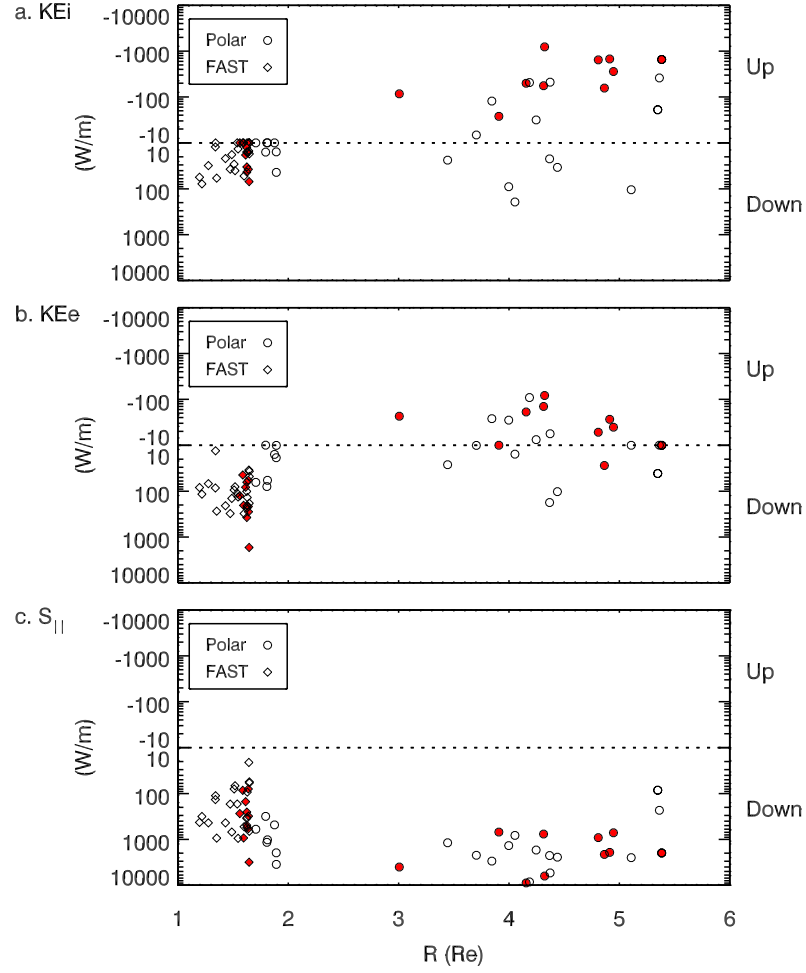 a. KEi
-10000
-1000
-100
-10
10
100
1000
10000
(W/m)
Polar
FAST
Up
Down
b. KEe
-10000
-1000
-100
-10
10
100
1000
10000
(W/m)
Polar
FAST
Up
Down
c. S||
-10000
-1000
-100
-10
10
100
1000
10000
(W/m)
Polar
FAST
Up
Down
1 2 3 4 5 6
R (Re)